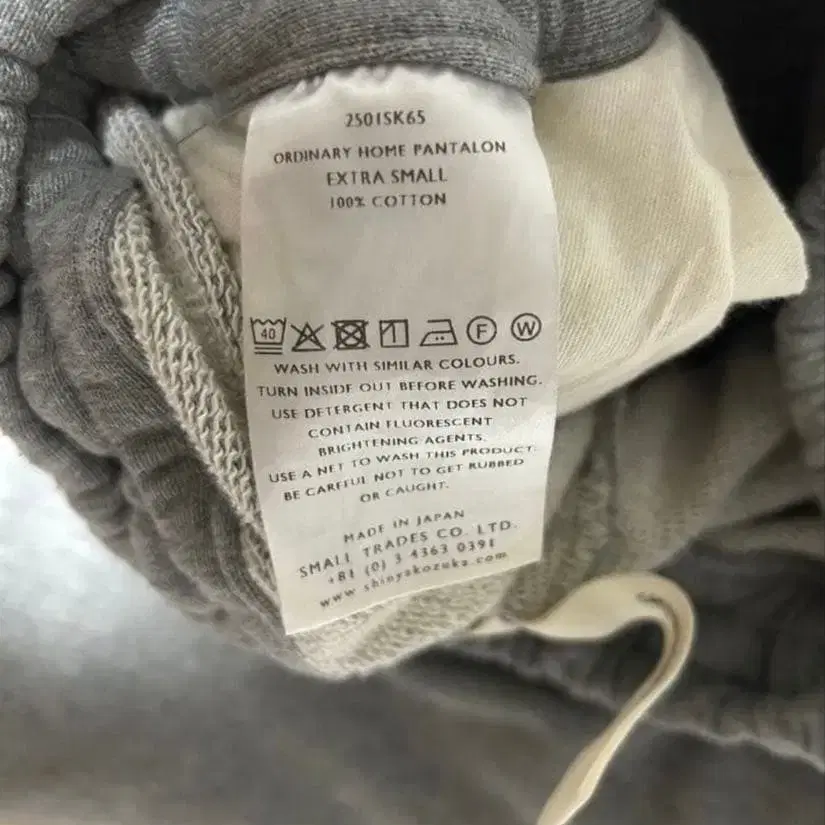 2501SK65
ORDINARY HOME PANTALON
EXTRA SMALL
100% COTTON
40 F W
WASH WITH SIMILAR COLOURS.
TURN INSIDE OUT BEFORE WASHING.
USE DETERGENT THAT DOES NOT
CONTAIN FLUORESCENT
BRIGHTENING AGENTS.
USE A NET TO WASH THIS PRODUCT.
BE CAREFUL NOT TO GET RUBBED
OR CAUGHT.
MADE IN JAPAN
SMALL TRADES CO. LTD.
+81 (0) 3 4363 0391
www shinyakozuka.com